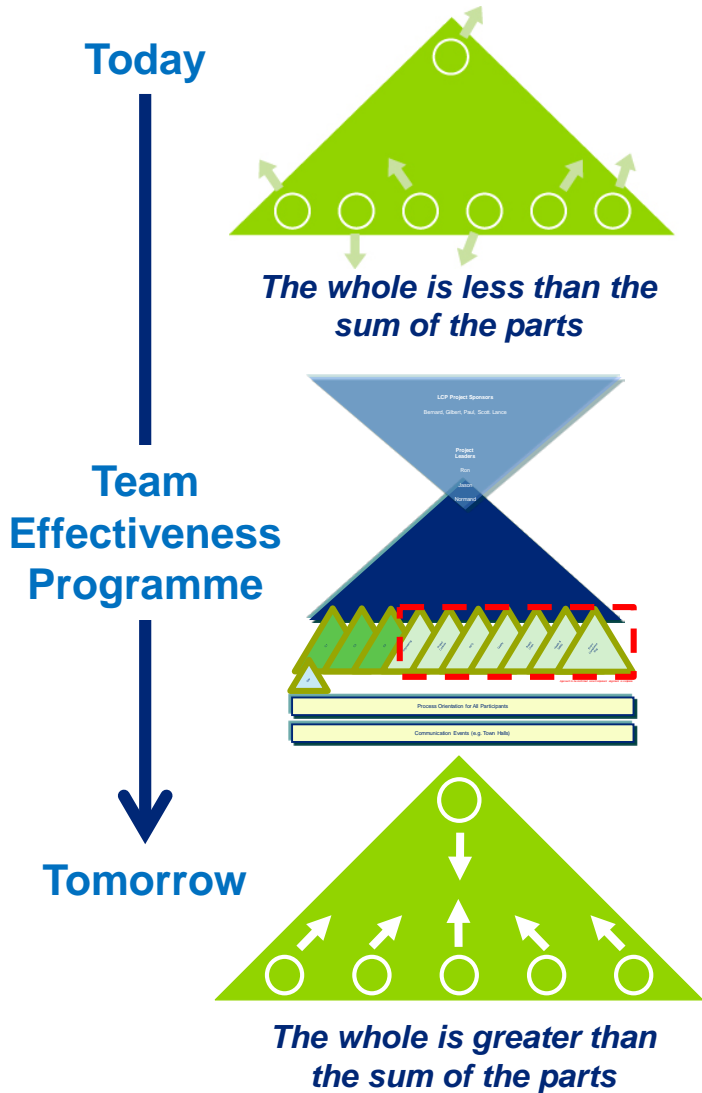 Today
The whole is less than the
sum of the parts
LCP Project Sponsors
Bernard, Gilbert, Paul, Scott Lance
Project
Leaders
Ron
Jason
Normand
Team
Effectiveness
Programme
Process Orientation for All Participants
Communication Events (e.g. Town Halls)
Tomorrow
The whole is greater than
the sum of the parts